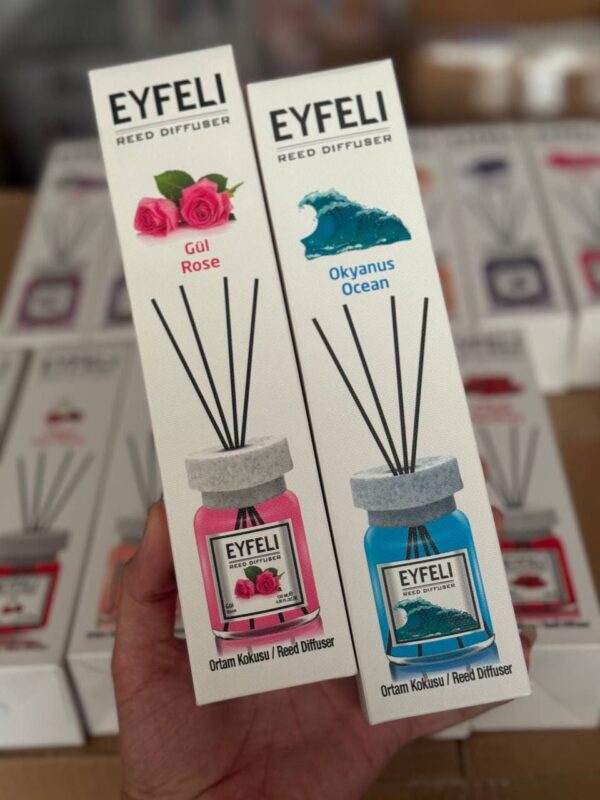 EYFELI
REED DIFFUSER
Gül
Rose
EYFELI
REED DIFFUSER
Gül
Ortam Kokusu / Reed Diffuser
EYFELI
REED DIFFUSER
Okyanus
Ocean
EYFELI
REED DIFFUSER
Ortam Kokusu / Reed Diffuser